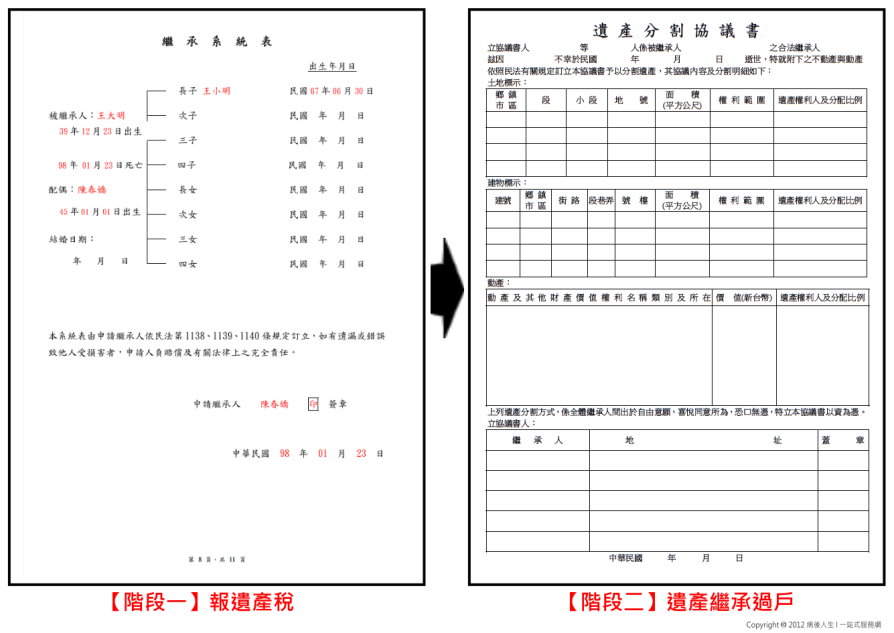 繼承系統表
出生年月日
長子 王小明 民國 67 年 06 月 30 日
被繼承人：王大明 次子 民國 年 月 日
39 年 12 月 23 日出生
三子 民國 年 月 日
98 年 01 月 23 日死亡 四子 民國 年 月 日
配偶：陳春嬌 長女 民國 年 月 日
45 年 01 月 01 日出生 次女 民國 年 月 日
結婚日期： 三女 民國 年 月 日
年 月 日 四女 民國 年 月 日
本系統表由申請繼承人依民法第 1138、1139、1140 條規定訂立，如有遺漏或錯誤
致他人受損害者，申請人負賠償及有關法律上之完全責任。
申請繼承人 陳春嬌 印 簽章
中華民國 98 年 01 月 23 日
第 8 頁，共 11 頁
【階段一】報遺產稅
遺產分割協議書
立協議書人 等 人係被繼承人 之合法繼承人
茲因 不幸於民國 年 月 日 逝世，特就附下之不動產與動產
依照民法有關規定訂立本協議書予以分割遺產，其協議內容及分割明細如下：
土地標示：
鄉鎮市區 段 小段 地號 面積(平方公尺) 權利範圍 遺產權利人及分配比例
建物標示：
建號 鄉鎮市區 街路 段巷弄 號樓 面積(平方公尺) 權利範圍 遺產權利人及分配比例
動產：
動產及其他財產價值權利名稱類別及所在 價值(新台幣) 遺產權利人及分配比例
上列遺產分割方式，係全體繼承人間出於自由意願，喜悅同意所為，恐口無憑，特立本協議書以資為憑。
立協議書人：
繼承人 地址 蓋章
中華民國 年 月 日
【階段二】遺產繼承過戶
Copyright © 2012 病後人生 l 一站式服務網